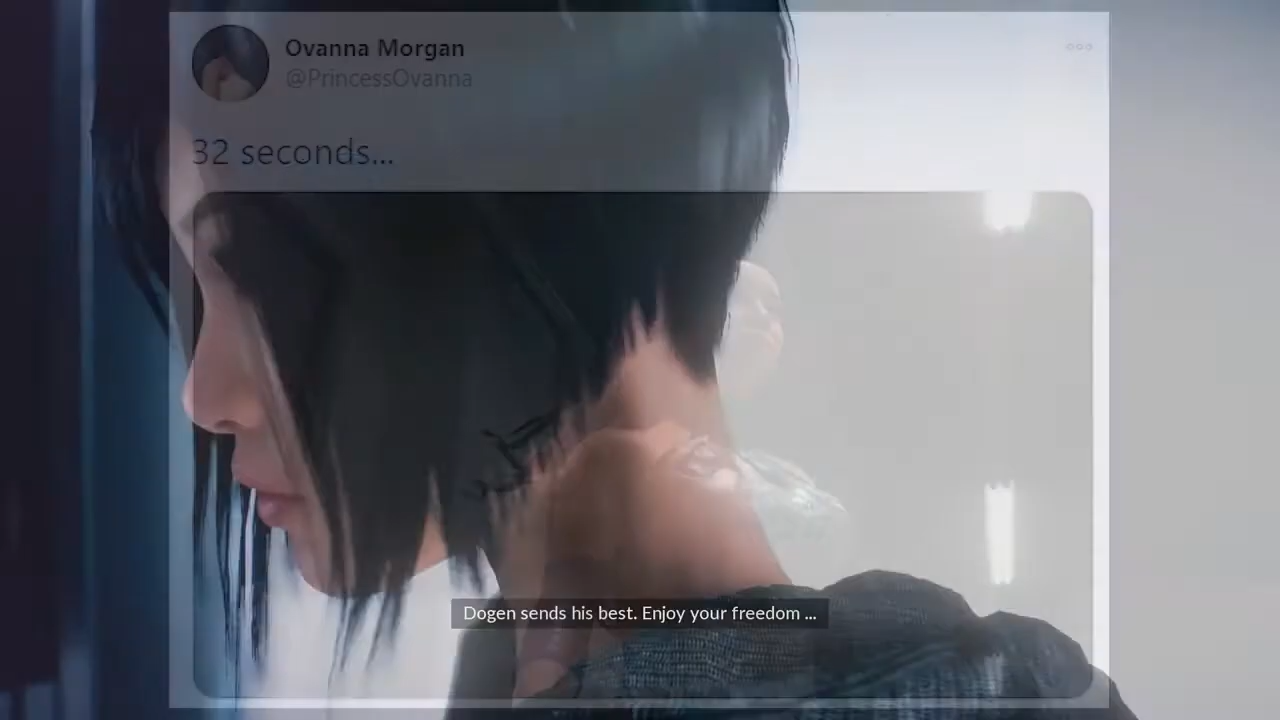 Ovanna Morgan
@PrincessOvanna
32 seconds...
Dogen sends his best. Enjoy your freedom ...